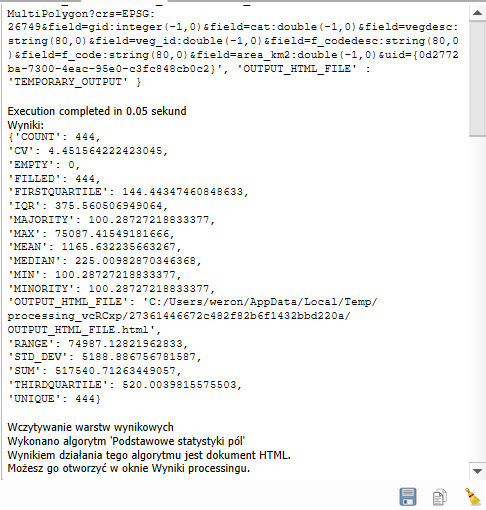 MultiPolygon?crs=EPSG:
26749&field=gid:integer(-1,0)&field=cat:double(-1,0)&field=vegdesc:
string(80,0)&field=veg_id:double(-1,0)&field=f_codedesc:string(80,0
)&field=f_code:string(80,0)&field=area_km2:double(-1,0)&uid={0d2772
ba-7300-4eac-95e0-c3fc848cb0c2}', 'OUTPUT_HTML_FILE' :
'TEMPORARY_OUTPUT' }

Execution completed in 0.05 sekund
Wyniki:
{'COUNT': 444,
'CV': 4.451564222423045,
'EMPTY': 0,
'FILLED': 444,
'FIRSTQUARTILE': 144.44347460848633,
'IQR': 375.560506949064,
'MAJORITY': 100.28727218833377,
'MAX': 75087.41549181666,
'MEAN': 1165.632235663267,
'MEDIAN': 225.00982870346368,
'MIN': 100.28727218833377,
'MINORITY': 100.28727218833377,
'OUTPUT_HTML_FILE': 'C:/Users/weron/AppData/Local/Temp/
processing_vcRCxp/27361446672c482f82b6f1432bbd220a/
OUTPUT_HTML_FILE.html',
'RANGE': 74987.12821962833,
'STD_DEV': 5188.886756781587,
'SUM': 517540.71263449057,
'THIRDQUARTILE': 520.0039815575503,
'UNIQUE': 444}

Wczytywanie warstw wynikowych
Wykonano algorytm 'Podstawowe statystyki pól'
Wynikiem działania tego algorytmu jest dokument HTML.
Możesz go otworzyć w oknie Wyniki processingu.